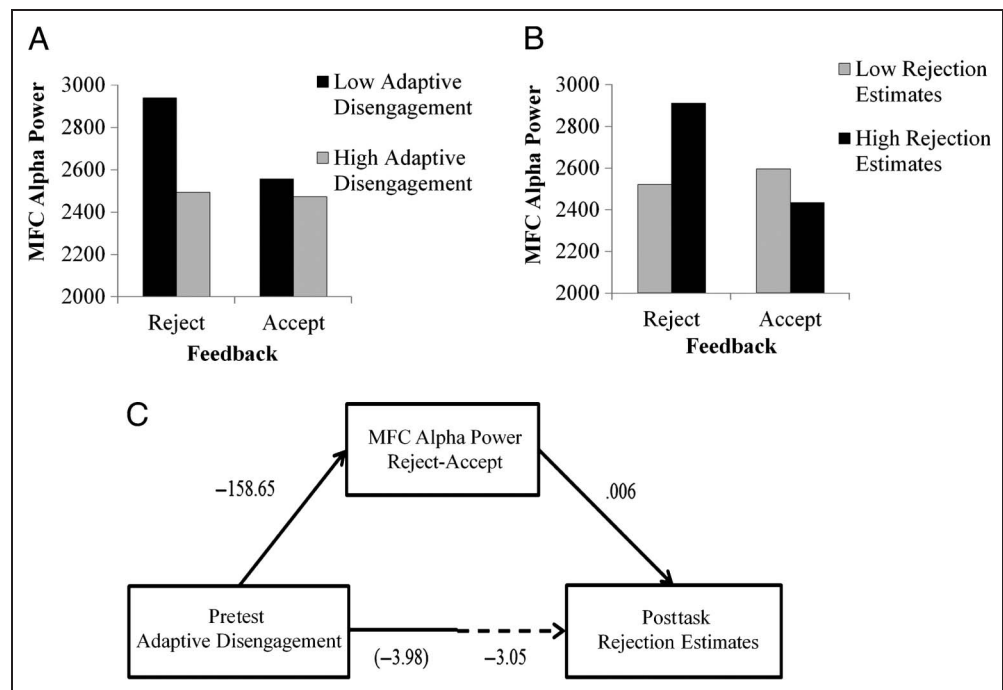 A
MFC Alpha Power
3000
2800
2600
2400
2200
2000
Reject
Accept
Feedback
Low Adaptive
Disengagement
High Adaptive
Disengagement
B
MFC Alpha Power
3000
2800
2600
2400
2200
2000
Reject
Accept
Feedback
Low Rejection
Estimates
High Rejection
Estimates
C
MFC Alpha Power
Reject-Accept
−158.65
.006
Pretest
Adaptive Disengagement
(−3.98)
−3.05
Posttask
Rejection Estimates